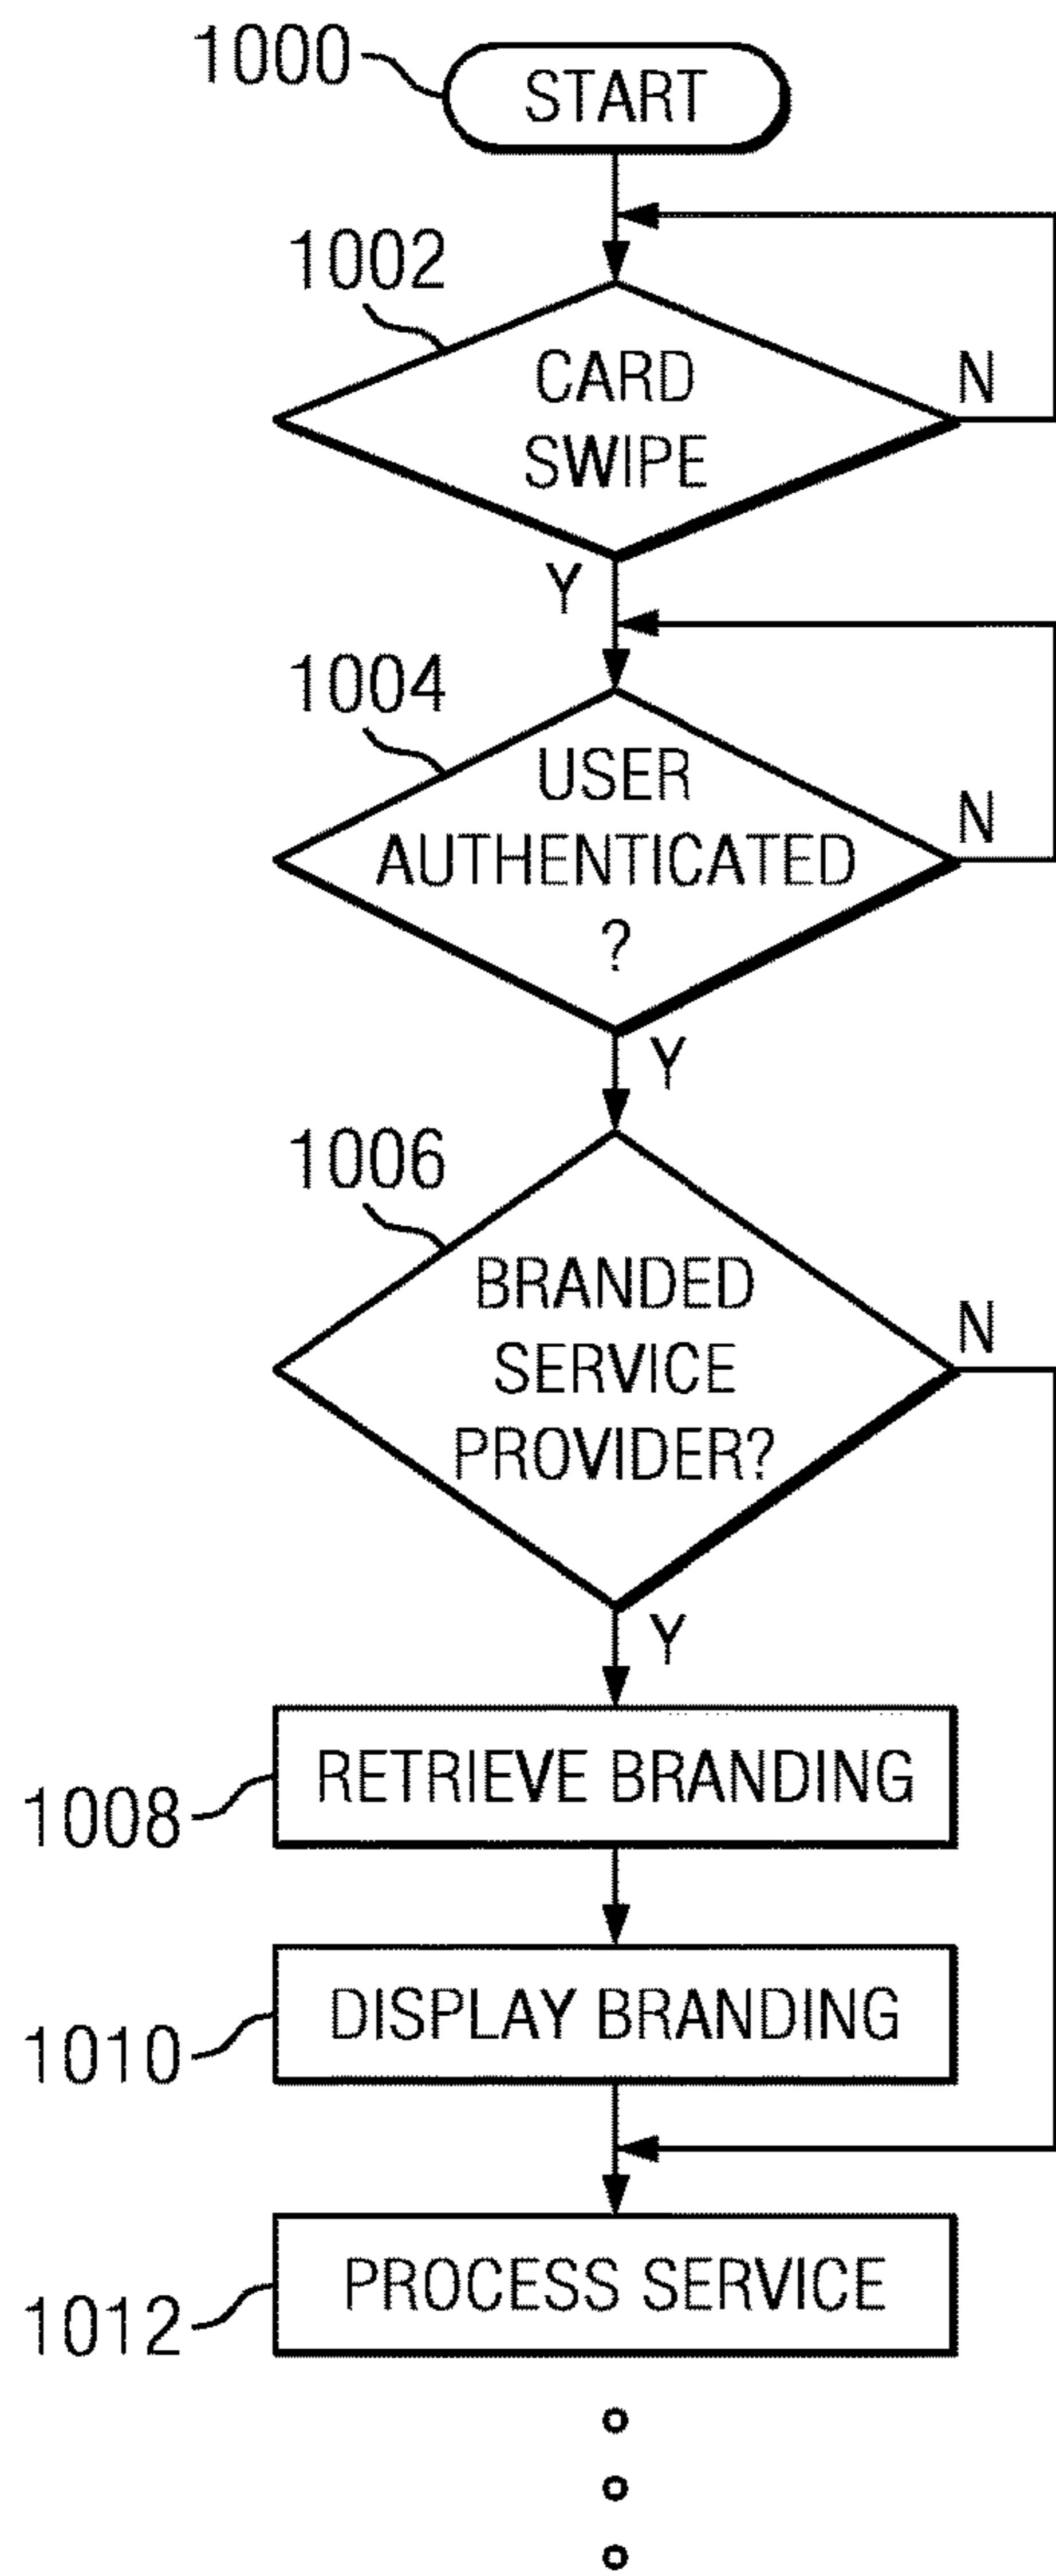 1000
START
1002
CARD
SWIPE
N
Y
1004
USER
AUTHENTICATED
?
N
Y
1006
BRANDED
SERVICE
PROVIDER?
N
Y
RETRIEVE BRANDING
1008
DISPLAY BRANDING
1010
PROCESS SERVICE
1012